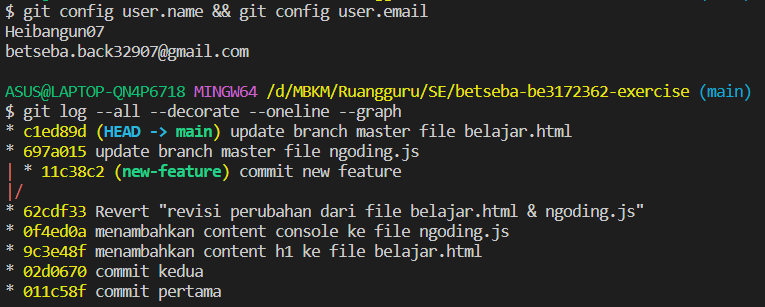 $ git config user.name && git config user.email
Heibangun07
betseba.back32907@gmail.com
ASUS@LAPTOP-QN4P6718 MINGW64 /d/MBKM/Ruangguru/SE/betseba-be3172362-exercise (main)
$ git log --all --decorate --oneline --graph
* c1ed89d (HEAD -> main) update branch master file belajar.html
* 697a015 update branch master file ngoding.js
| * 11c38c2 (new-feature) commit new feature
|/
* 62cdf33 Revert "revisi perubahan dari file belajar.html & ngoding.js"
* 0f4ed0a menambahkan content console ke file ngoding.js
* 9c3e48f menambahkan content h1 ke file belajar.html
* 02d0670 commit kedua
* 011c58f commit pertama